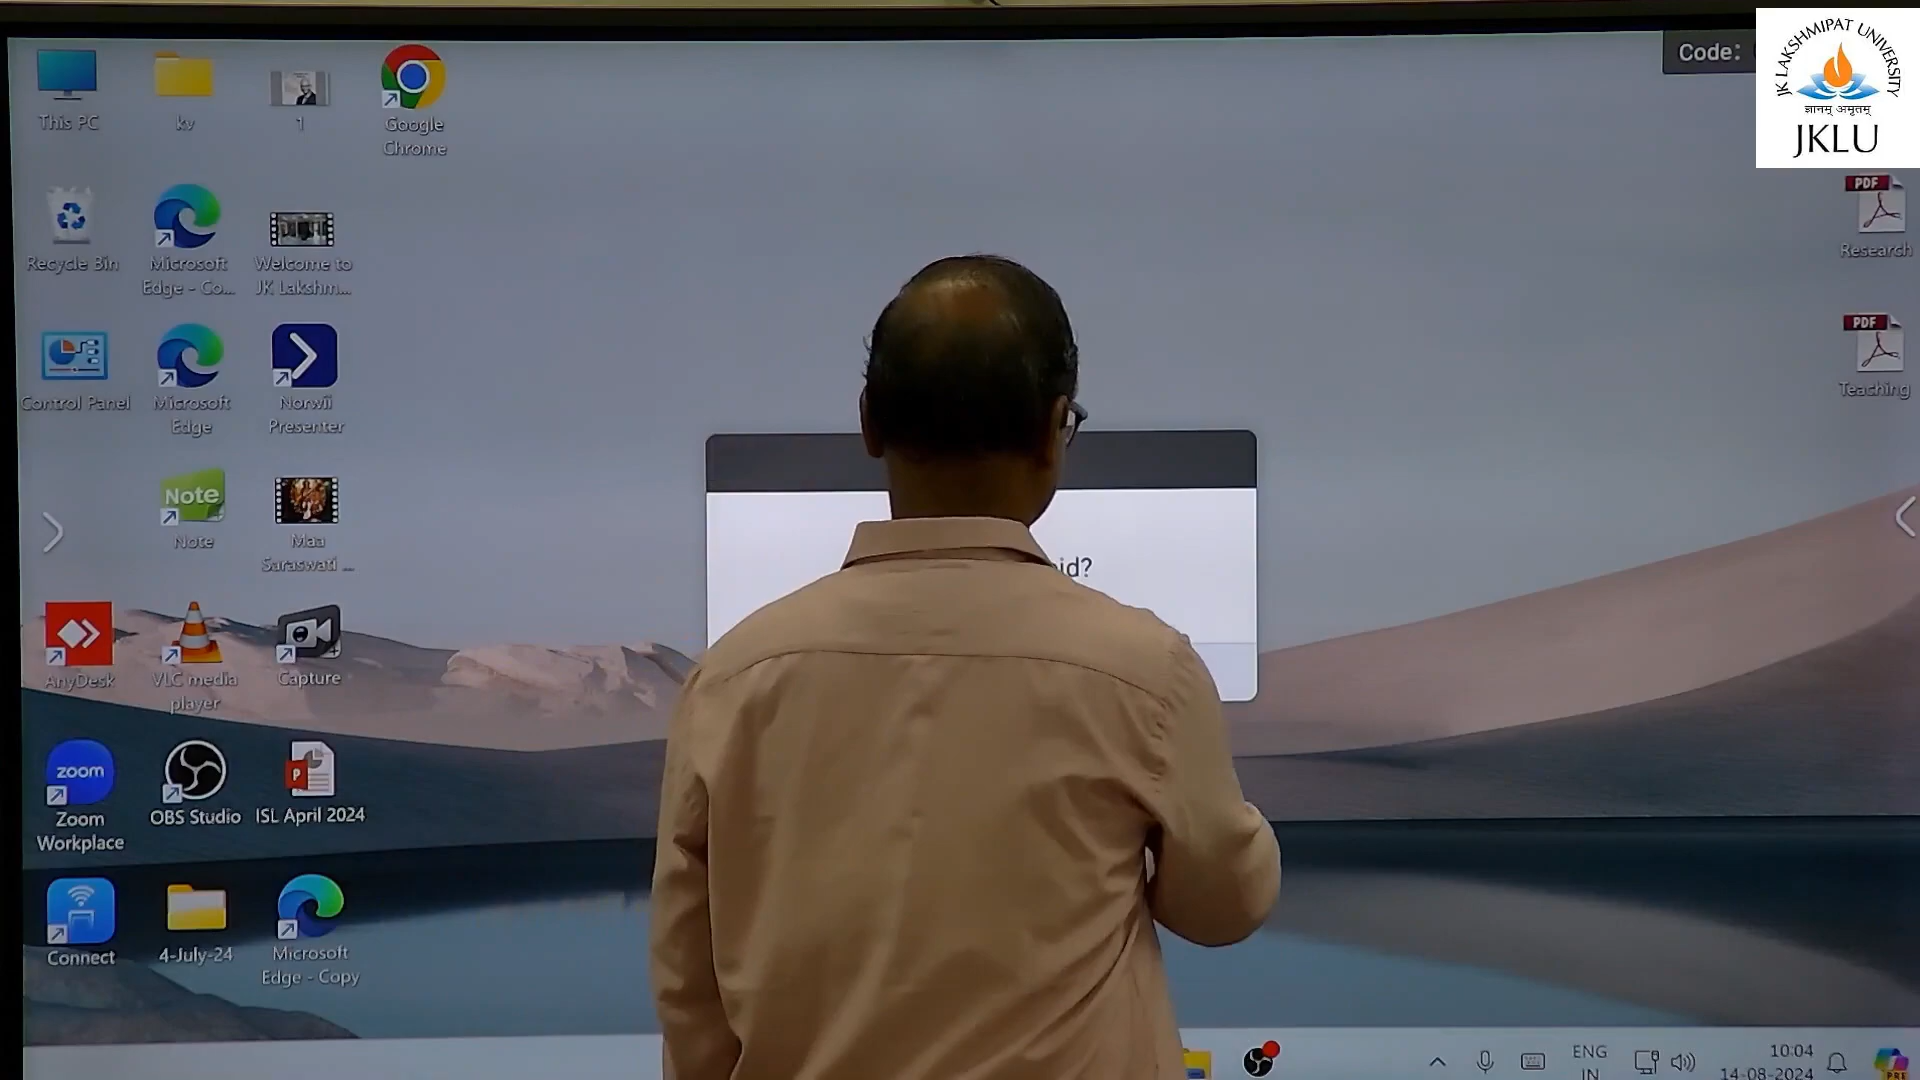 This PC
kv
1
Google
Chrome
Code:
JK LAKSHMIPAT UNIVERSITY
ज्ञानम् अमृतम्
JKLU
Recycle Bin
Microsoft
Edge - Co...
Welcome to
JK Lakshm...
PDF
Research
Control Panel
Microsoft
Edge
Norwii
Presenter
PDF
Teaching
Note
Note
Maa
Saraswati ...
id?
AnyDesk
VLC media
player
Capture
zoom
Zoom
Workplace
OBS Studio
P
ISL April 2024
Connect
4-July-24
Microsoft
Edge - Copy
ENG
IN
10:04
14-08-2024
PRE